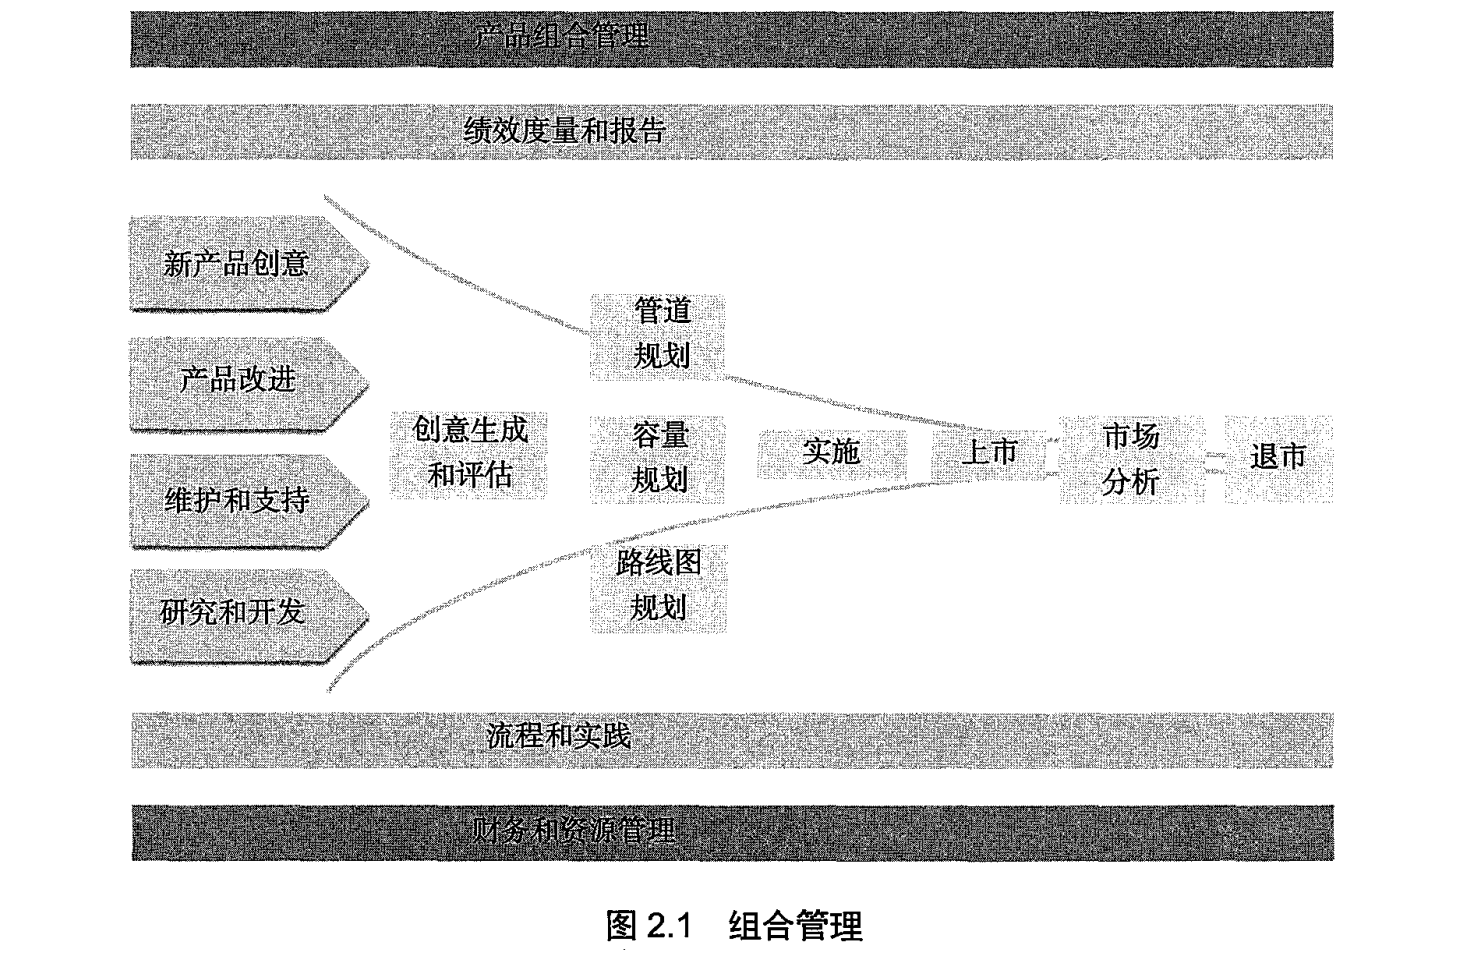 产品组合管理
绩效度量和报告
新产品创意
产品改进
维护和支持
研究和开发
创意生成
和评估
管道
规划
容量
规划
路线图
规划
实施
上市
市场
分析
退市
流程和实践
财务和资源管理
图2.1 组合管理